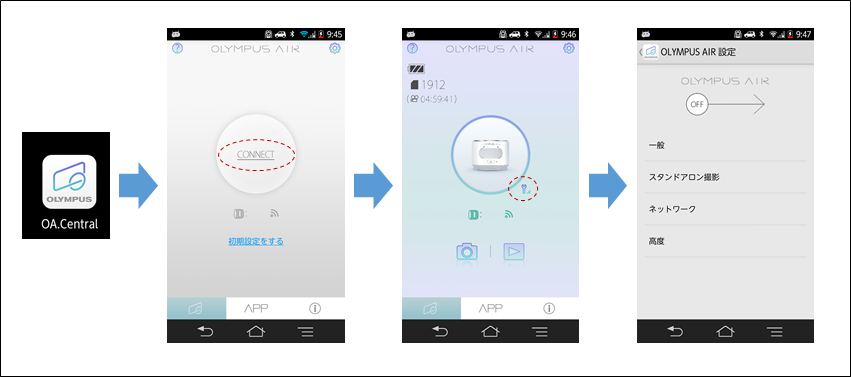 OLYMPUS
OA.Central
9:45
OLYMPUS AIR
CONNECT
初期設定をする
APP
9:46
OLYMPUS AIR
1912
( 04:59:41)
APP
9:47
OLYMPUS AIR 設定
OLYMPUS AIR
OFF
一般
スタンドアロン撮影
ネットワーク
高度